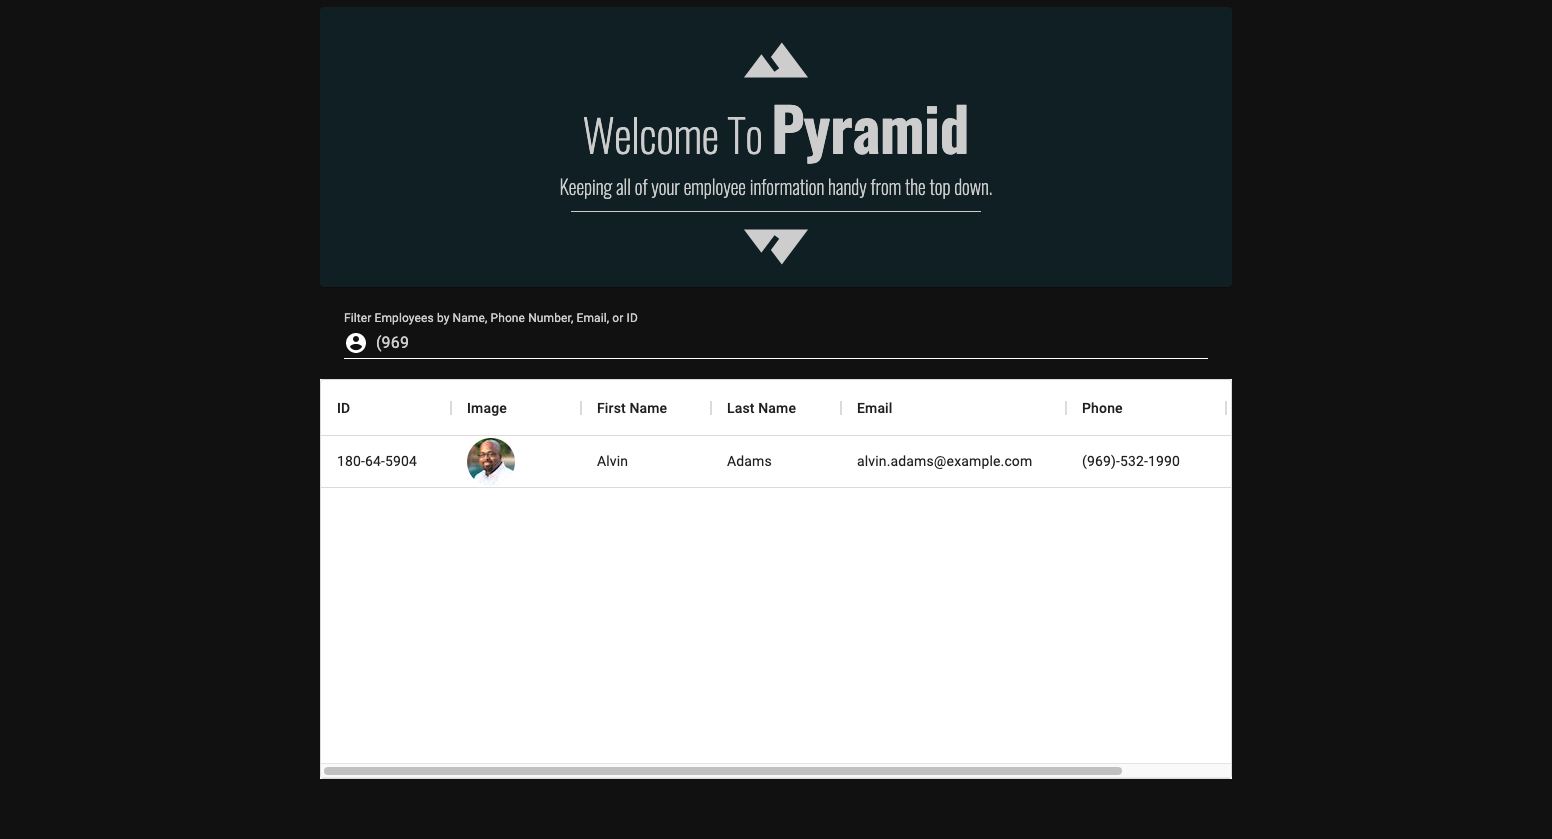 Welcome To Pyramid
Keeping all of your employee information handy from the top down.
Filter Employees by Name, Phone Number, Email, or ID
(969
ID Image First Name Last Name Email Phone
180-64-5904 Alvin Adams alvin.adams@example.com (969)-532-1990